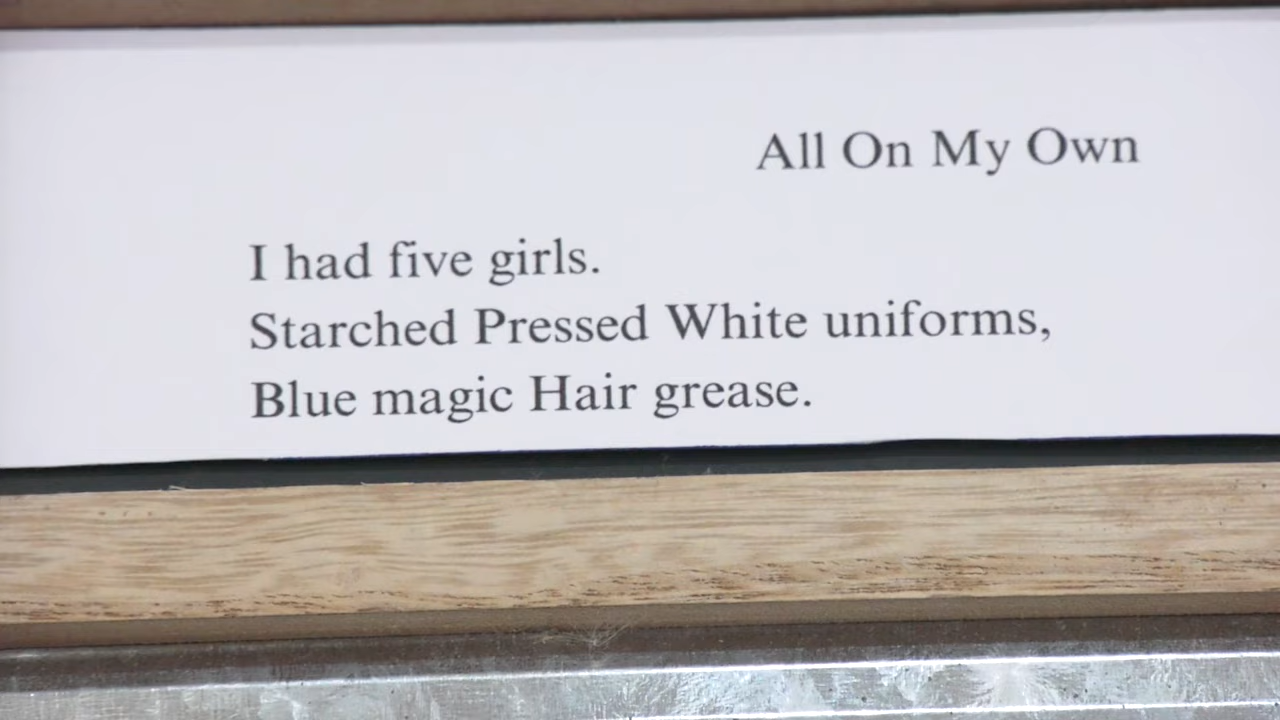 All On My Own
I had five girls.
Starched Pressed White uniforms,
Blue magic Hair grease.